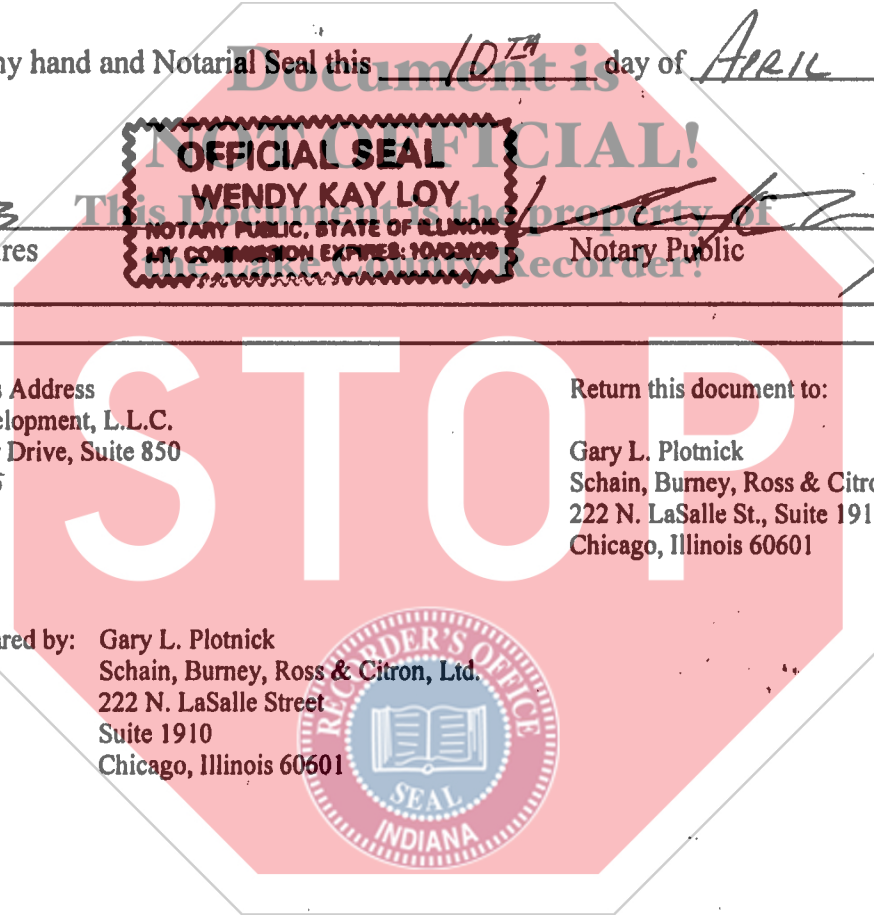 ny hand and Notarial Seal this 10TH day of APRIL
Document is
NOT OFFICIAL!
This Document is the property of
the Lake County Recorder!
OFFICIAL SEAL
WENDY KAY LOY
NOTARY PUBLIC, STATE OF ILLINOIS
MY COMMISSION EXPIRES: 10/03/09
res
Notary Public
STOP
s Address
elopment, L.L.C.
Drive, Suite 850
Return this document to:
Gary L. Plotnick
Schain, Burney, Ross & Citro
222 N. LaSalle St., Suite 191
Chicago, Illinois 60601
ared by: Gary L. Plotnick
Schain, Burney, Ross & Citron, Ltd.
222 N. LaSalle Street
Suite 1910
Chicago, Illinois 60601
RECORDER'S OFFICE
SEAL
INDIANA